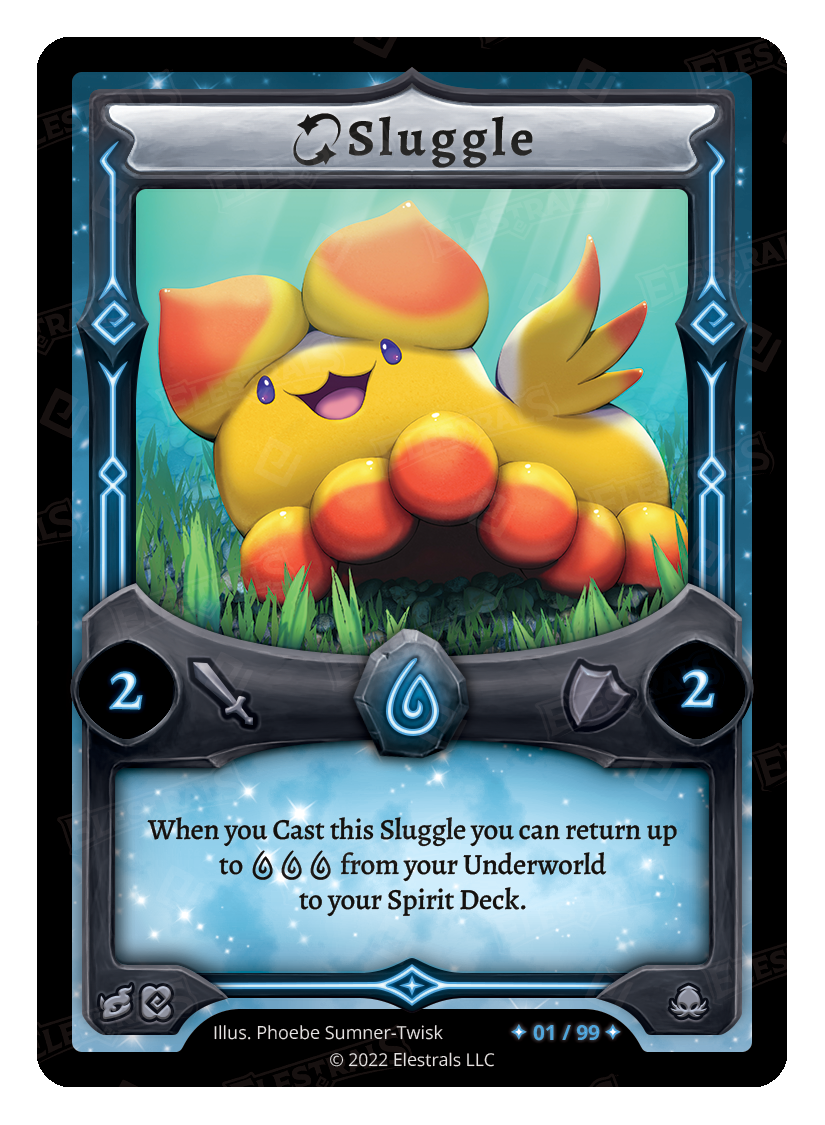 Sluggle
2
2
When you Cast this Sluggle you can return up
to from your Underworld
to your Spirit Deck.
Illus. Phoebe Sumner-Twisk
01 / 99
© 2022 Elestrals LLC
ELESTRALS